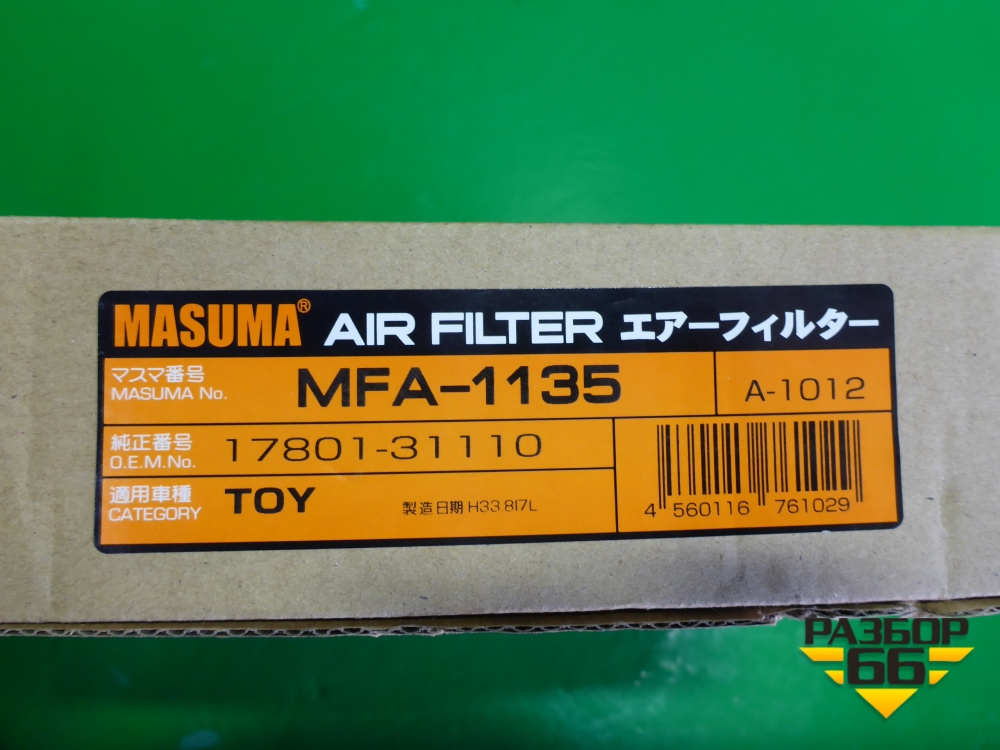 MASUMA® AIR FILTER エアーフィルター
マスマ番号
MASUMA No. MFA-1135 A-1012
純正番号
O.E.M.No. 17801-31110
適用車種
CATEGORY TOY 製造日期 H33 817L
4 560116 761029
РАЗБОР
66